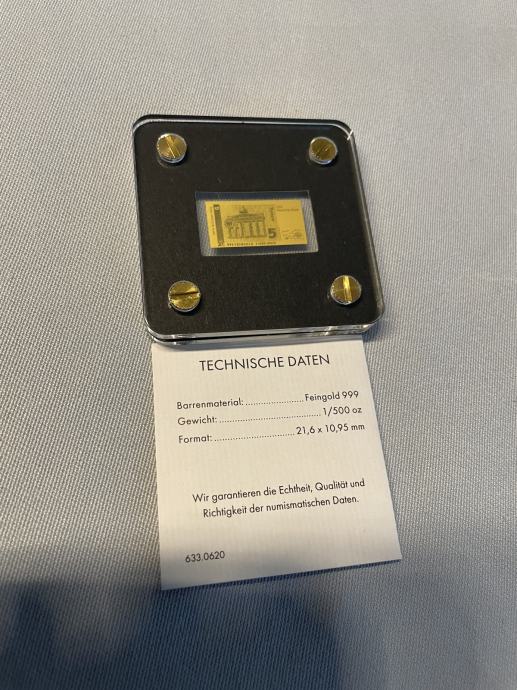 5
TECHNISCHE DATEN
Barrenmaterial: ...................... Feingold 999
Gewicht: ...................................... 1/500 oz
Format: .............................. 21,6 x 10,95 mm
Wir garantieren die Echtheit, Qualität und
Richtigkeit der numismatischen Daten.
633.0620